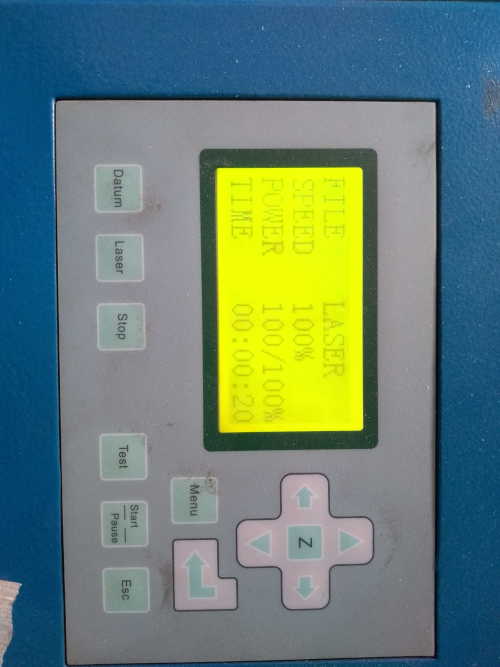 FILE LASER
SPEED 100%
POWER 100/100%
TIME 00:00:20
Z
Menu
Datum
Laser
Stop
Test
Start
Pause
Esc